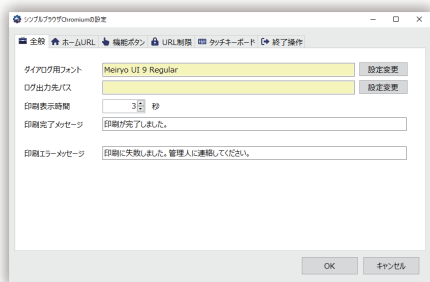 シンプルブラウザChromiumの設定
全般 ホームURL 機能ボタン URL制限 タッチキーボード 終了操作
ダイアログ用フォント Meiryo UI 9 Regular 設定変更
ログ出力先パス 設定変更
印刷表示時間 3 秒
印刷完了メッセージ 印刷が完了しました。
印刷エラーメッセージ 印刷に失敗しました。管理人に連絡してください。
OK キャンセル